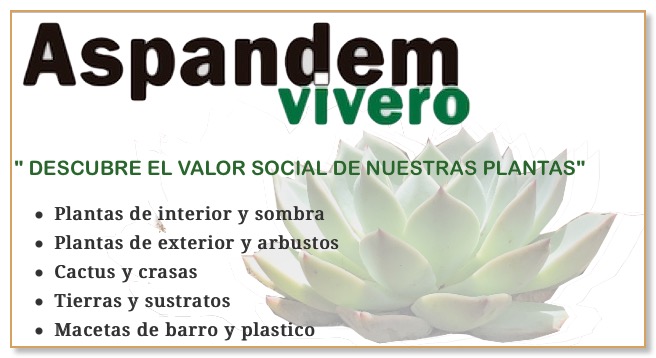 Aspandem
vivero
" DESCUBRE EL VALOR SOCIAL DE NUESTRAS PLANTAS"
• Plantas de interior y sombra
• Plantas de exterior y arbustos
• Cactus y crasas
• Tierras y sustratos
• Macetas de barro y plastico